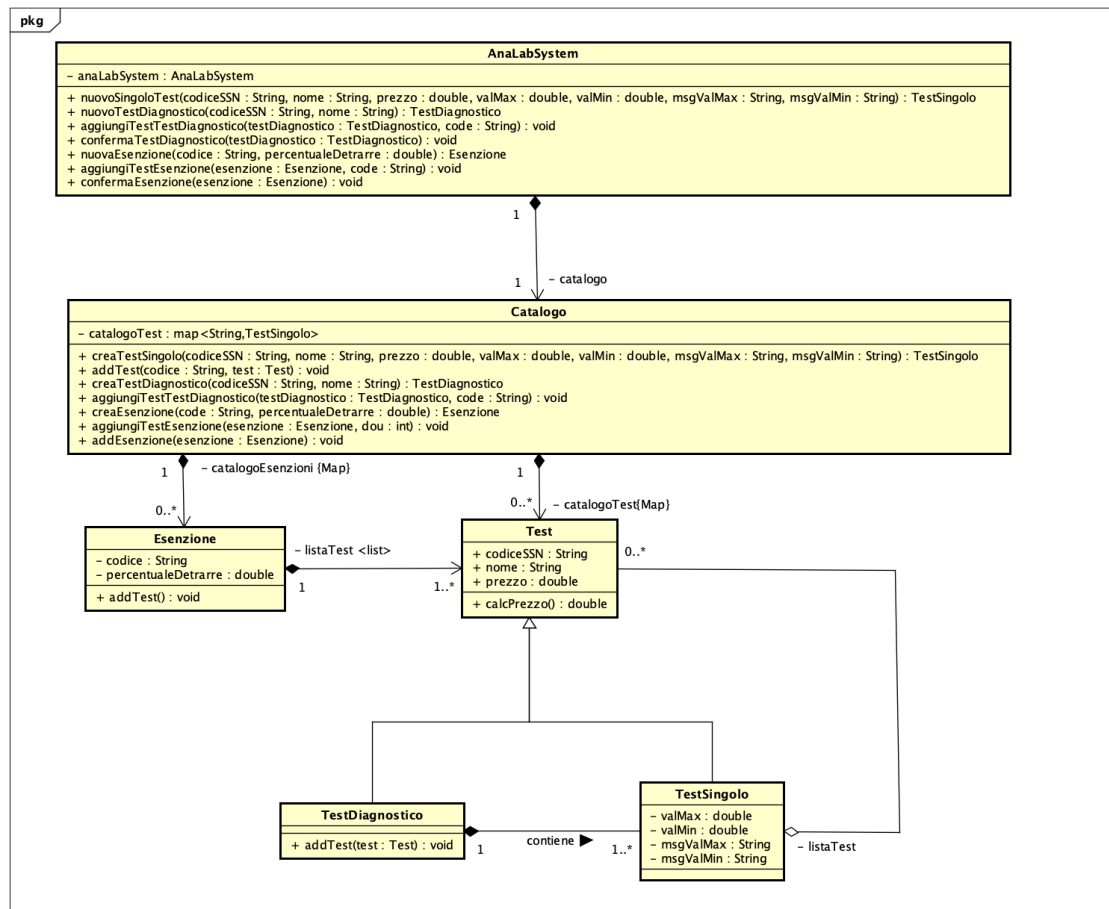 pkg
AnaLabSystem
- anaLabSystem : AnaLabSystem
+ nuovoSingoloTest(codiceSSN : String, nome : String, prezzo : double, valMax : double, valMin : double, msgValMax : String, msgValMin : String) : TestSingolo
+ nuovoTestDiagnostico(codiceSSN : String, nome : String) : TestDiagnostico
+ aggiungiTestTestDiagnostico(testDiagnostico : TestDiagnostico, code : String) : void
+ confermaTestDiagnostico(testDiagnostico : TestDiagnostico) : void
+ nuovaEsenzione(codice : String, percentualeDetrarre : double) : Esenzione
+ aggiungiTestEsenzione(esenzione : Esenzione, code : String) : void
+ confermaEsenzione(esenzione : Esenzione) : void
1
1
- catalogo
Catalogo
- catalogoTest : map<String,TestSingolo>
+ creaTestSingolo(codiceSSN : String, nome : String, prezzo : double, valMax : double, valMin : double, msgValMax : String, msgValMin : String) : TestSingolo
+ addTest(codice : String, test : Test) : void
+ creaTestDiagnostico(codiceSSN : String, nome : String) : TestDiagnostico
+ aggiungiTestTestDiagnostico(testDiagnostico : TestDiagnostico, code : String) : void
+ creaEsenzione(code : String, percentualeDetrarre : double) : Esenzione
+ aggiungiTestEsenzione(esenzione : Esenzione, dou : int) : void
+ addEsenzione(esenzione : Esenzione) : void
1
- catalogoEsenzioni {Map}
1
0..*
0..*
- catalogoTest{Map}
Esenzione
- codice : String
- percentualeDetrarre : double
+ addTest() : void
- listaTest <list>
1
1..*
Test
+ codiceSSN : String
+ nome : String
+ prezzo : double
+ calcPrezzo() : double
0..*
TestDiagnostico
+ addTest(test : Test) : void
1
contiene
1..*
TestSingolo
- valMax : double
- valMin : double
- msgValMax : String
- msgValMin : String
- listaTest